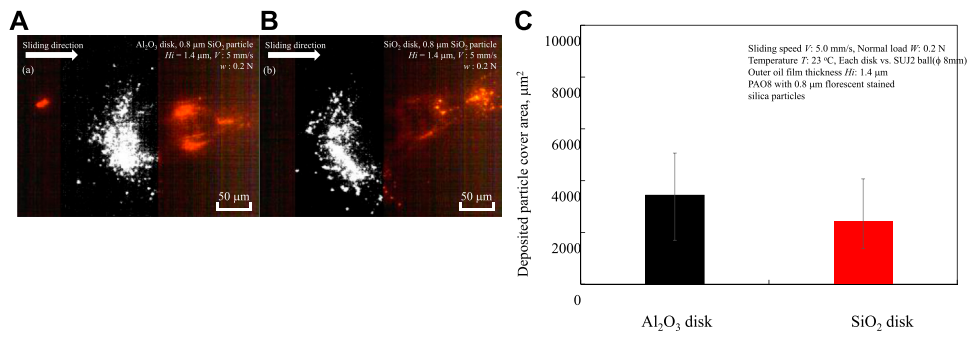 A
Sliding direction
Al₂O₃ disk, 0.8 μm SiO₂ particle
Hi = 1.4 μm, V : 5 mm/s
w : 0.2 N
(a)
50 μm
B
Sliding direction
SiO₂ disk, 0.8 μm SiO₂ particle
Hi = 1.4 μm, V : 5 mm/s
w : 0.2 N
(b)
50 μm
C
Deposited particle cover area, μm²
10000
8000
6000
4000
2000
0
Sliding speed V: 5.0 mm/s, Normal load W: 0.2 N
Temperature T: 23 °C, Each disk vs. SUJ2 ball(ϕ 8mm)
Outer oil film thickness Hi: 1.4 μm
PAO8 with 0.8 μm florescent stained
silica particles
Al₂O₃ disk
SiO₂ disk